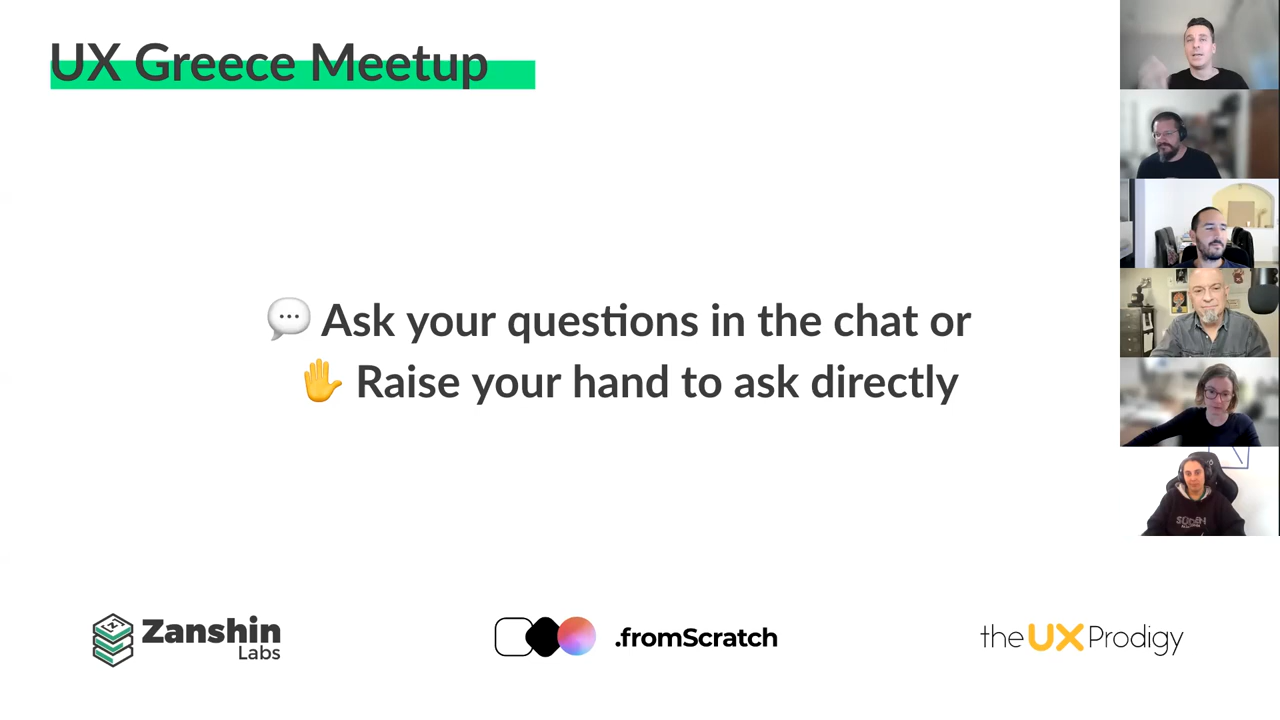 UX Greece Meetup
Ask your questions in the chat or
Raise your hand to ask directly
SÜDEN
Zanshin
Labs
.fromScratch
the UX Prodigy